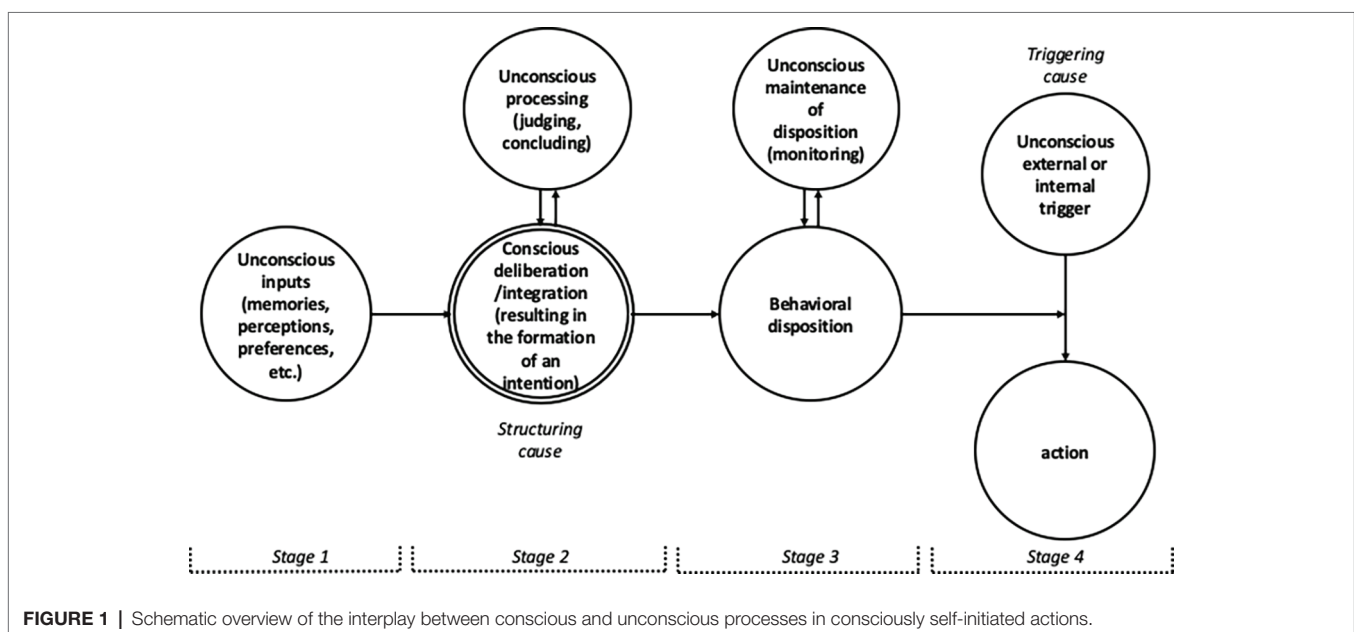 Unconscious
processing
(judging,
concluding)
Unconscious
maintenance
of
disposition
(monitoring)
Triggering
cause
Unconscious
external or
internal
trigger
Unconscious
inputs
(memories,
perceptions,
preferences,
etc.)
Conscious
deliberation
/integration
(resulting in
the formation
of an
intention)
Behavioral
disposition
Structuring
cause
action
Stage 1
Stage 2
Stage 3
Stage 4
FIGURE 1 | Schematic overview of the interplay between conscious and unconscious processes in consciously self-initiated actions.